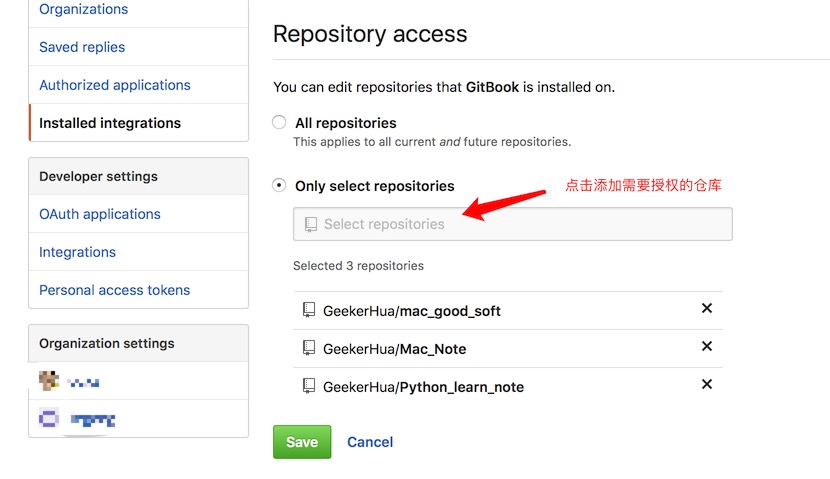 Organizations
Saved replies
Authorized applications
Installed integrations
Developer settings
OAuth applications
Integrations
Personal access tokens
Organization settings
Repository access
You can edit repositories that GitBook is installed on.
All repositories
This applies to all current and future repositories.
Only select repositories
点击添加需要授权的仓库
Select repositories
Selected 3 repositories
GeekerHua/mac_good_soft
GeekerHua/Mac_Note
GeekerHua/Python_learn_note
Save
Cancel